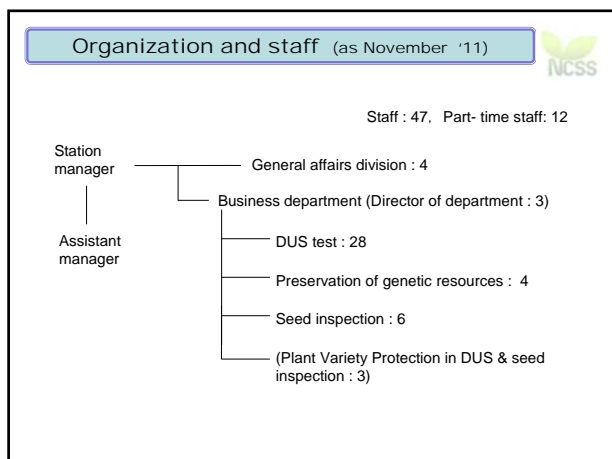 Organization and staff (as November '11)
NCSS
Staff : 47, Part- time staff: 12
Station
manager
General affairs division : 4
Business department (Director of department : 3)
Assistant
manager
DUS test : 28
Preservation of genetic resources : 4
Seed inspection : 6
(Plant Variety Protection in DUS & seed
inspection : 3)